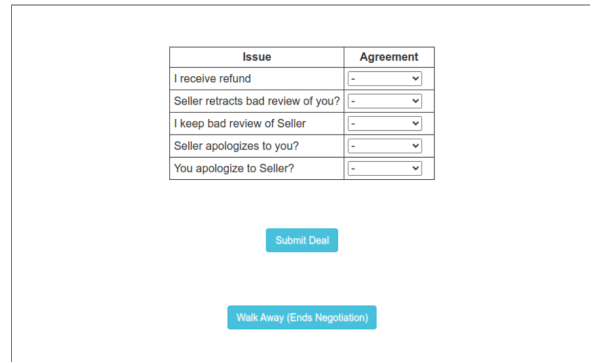 Issue Agreement
I receive refund -
Seller retracts bad review of you? -
I keep bad review of Seller -
Seller apologizes to you? -
You apologize to Seller? -
Submit Deal
Walk Away (Ends Negotiation)